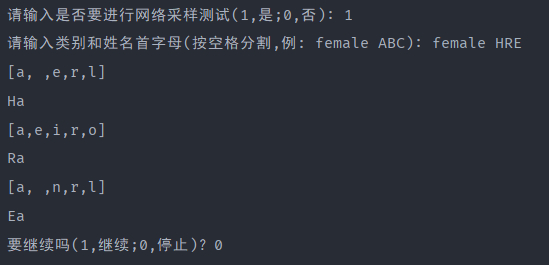 请输入是否要进行网络采样测试(1,是;0,否): 1
请输入类别和姓名首字母(按空格分割,例: female ABC): female HRE
[a, ,e,r,l]
Ha
[a,e,i,r,o]
Ra
[a, ,n,r,l]
Ea
要继续吗(1,继续;0,停止)? 0